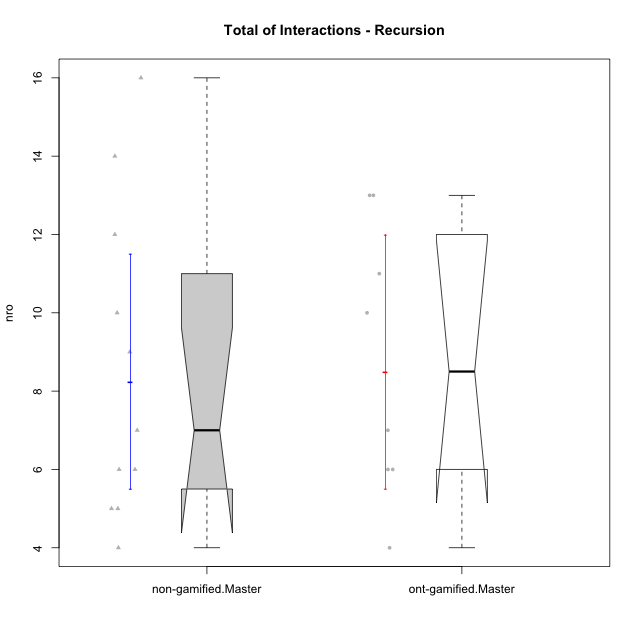 Total of Interactions - Recursion
16
14
12
10
8
6
4
nro
non-gamified.Master
ont-gamified.Master